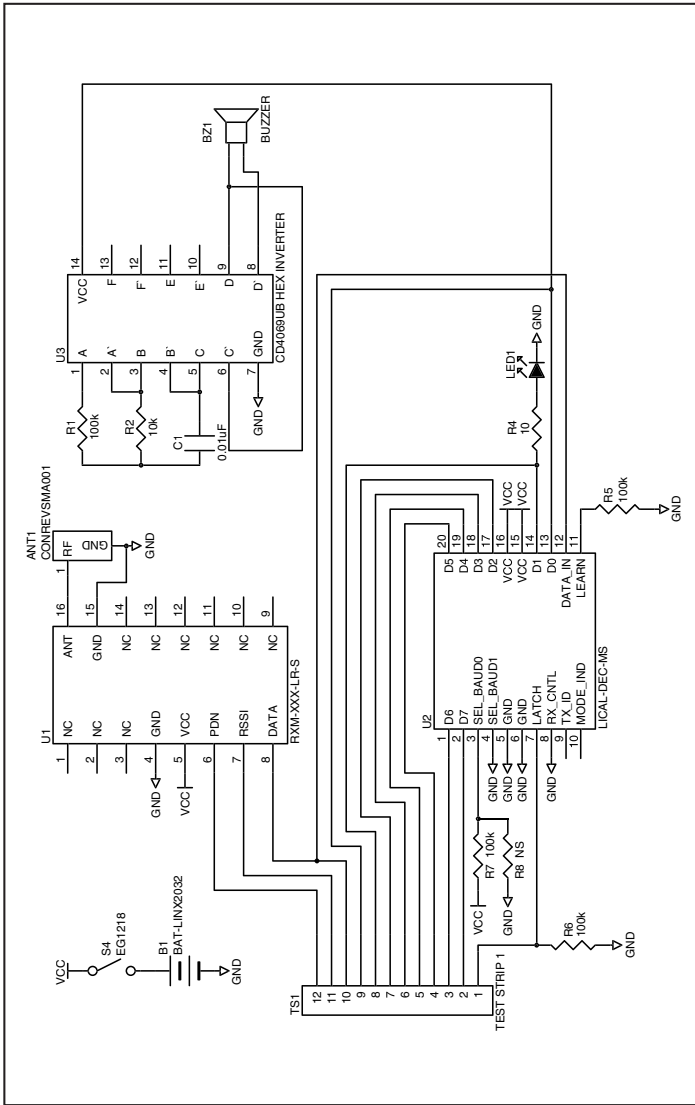 VCC
S4
EG1218
B1
BAT-LINX2032
GND
U1
1 NC
2 NC
3 NC
4 GND
5 VCC
6 PDN
7 RSSI
8 DATA
ANT 16
GND 15
NC 14
NC 13
NC 12
NC 11
NC 10
NC 9
RXM-XXX-LR-S
GND
VCC
ANT1
CONREVSMA001
1
RF
GND
GND
U3
1 A
2 A`
3 B
4 B`
5 C
6 C`
7 GND
VCC 14
F 13
F` 12
E 11
E` 10
D 9
D` 8
CD4069UB HEX INVERTER
R1
100k
R2
10k
C1
0.01uF
GND
BZ1
BUZZER
TS1
12
11
10
9
8
7
6
5
4
3
2
1
TEST STRIP 1
VCC
R7 100k
R8 NS
GND
R6
100k
GND
U2
1 D6
2 D7
3 SEL_BAUD0
4 SEL_BAUD1
5 GND
6 GND
7 LATCH
8 RX_CNTL
9 TX_ID
10 MODE_IND
D5 20
D4 19
D3 18
D2 17
VCC 16
VCC 15
D1 14
D0 13
DATA_IN 12
LEARN 11
LICAL-DEC-MS
GND
GND
GND
GND
VCC
VCC
R4
10
LED1
GND
R5
100k
GND